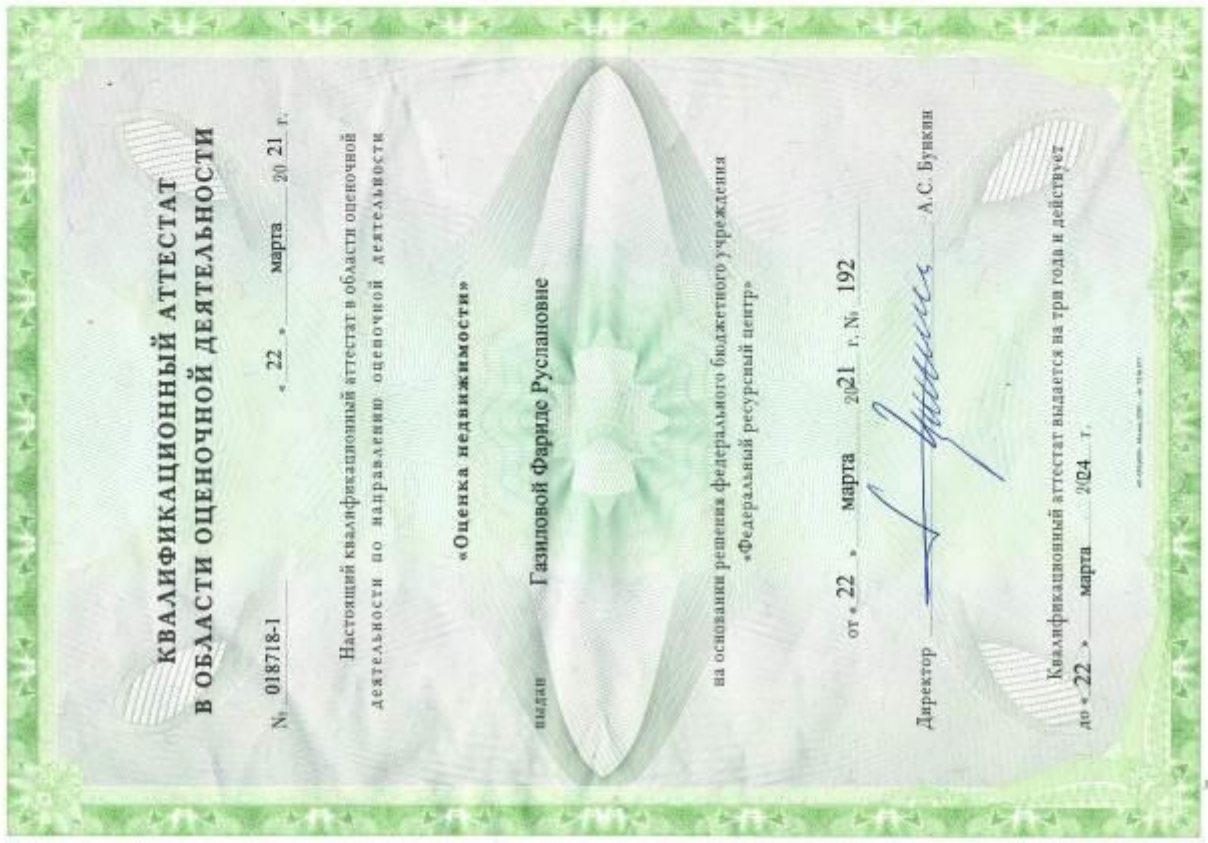 КВАЛИФИКАЦИОННЫЙ АТТЕСТАТ
В ОБЛАСТИ ОЦЕНОЧНОЙ ДЕЯТЕЛЬНОСТИ
№ 018718-1 « 22 » марта 20 21 г.
Настоящий квалификационный аттестат в области оценочной
деятельности по направлению оценочной деятельности
«Оценка недвижимости»
выдан Газиловой Фариде Руслановне
на основании решения федерального бюджетного учреждения
«Федеральный ресурсный центр»
от « 22 » марта 2021 г. № 192
Директор А.С. Бункин
Квалификационный аттестат выдается на три года и действует
до « 22 » марта 2024 г.